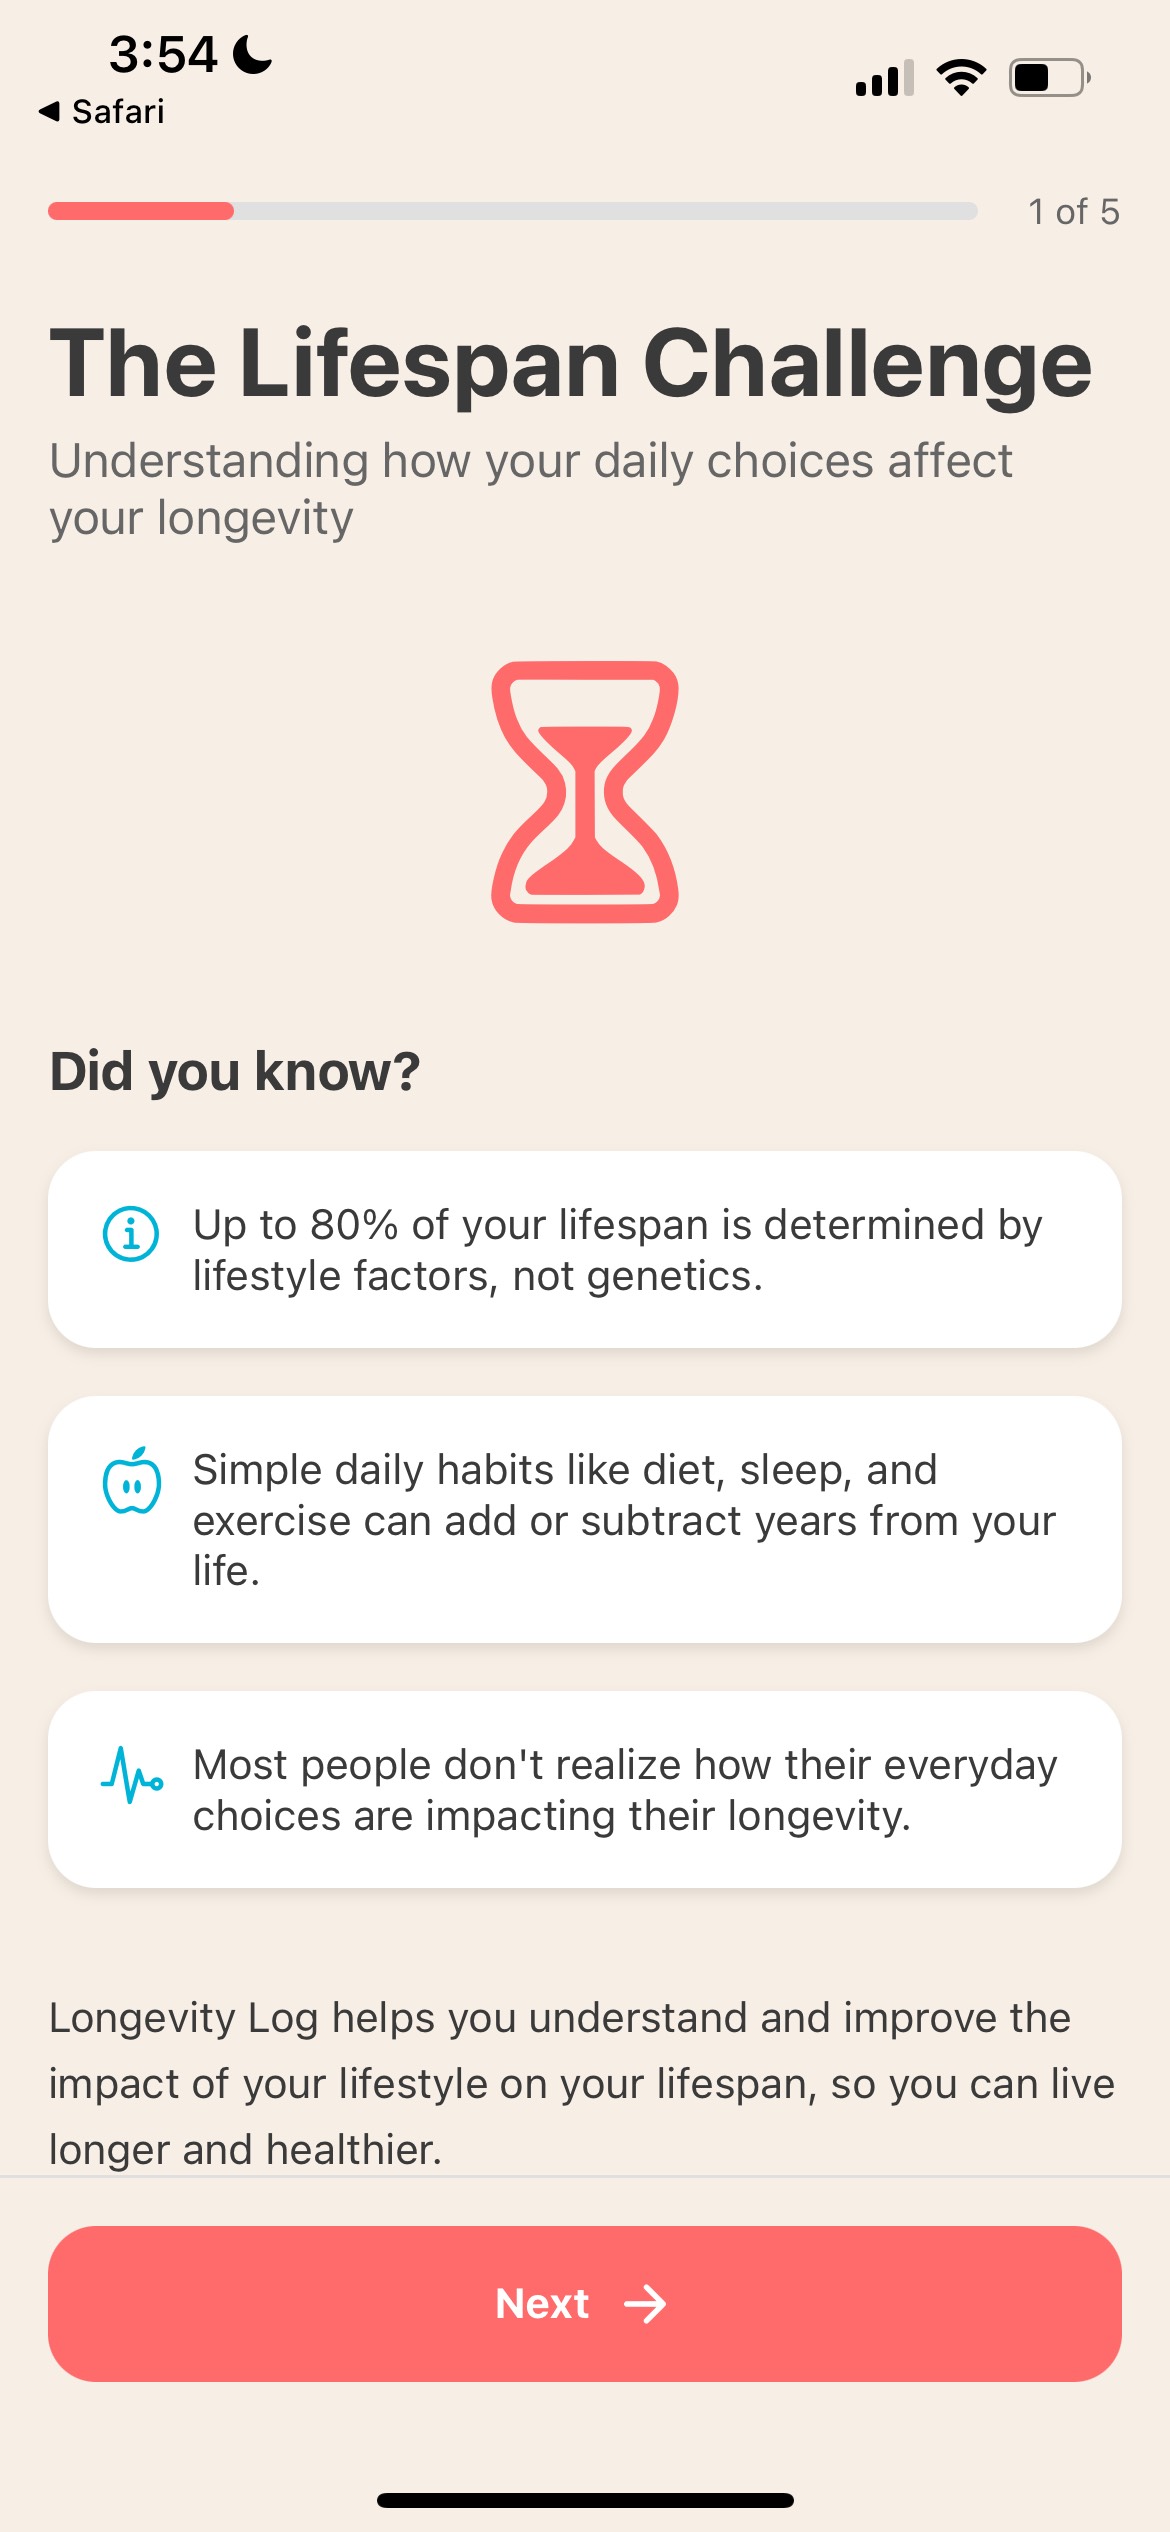 3:54
Safari
1 of 5
The Lifespan Challenge
Understanding how your daily choices affect
your longevity
Did you know?
Up to 80% of your lifespan is determined by
lifestyle factors, not genetics.
Simple daily habits like diet, sleep, and
exercise can add or subtract years from your
life.
Most people don't realize how their everyday
choices are impacting their longevity.
Longevity Log helps you understand and improve the
impact of your lifestyle on your lifespan, so you can live
longer and healthier.
Next